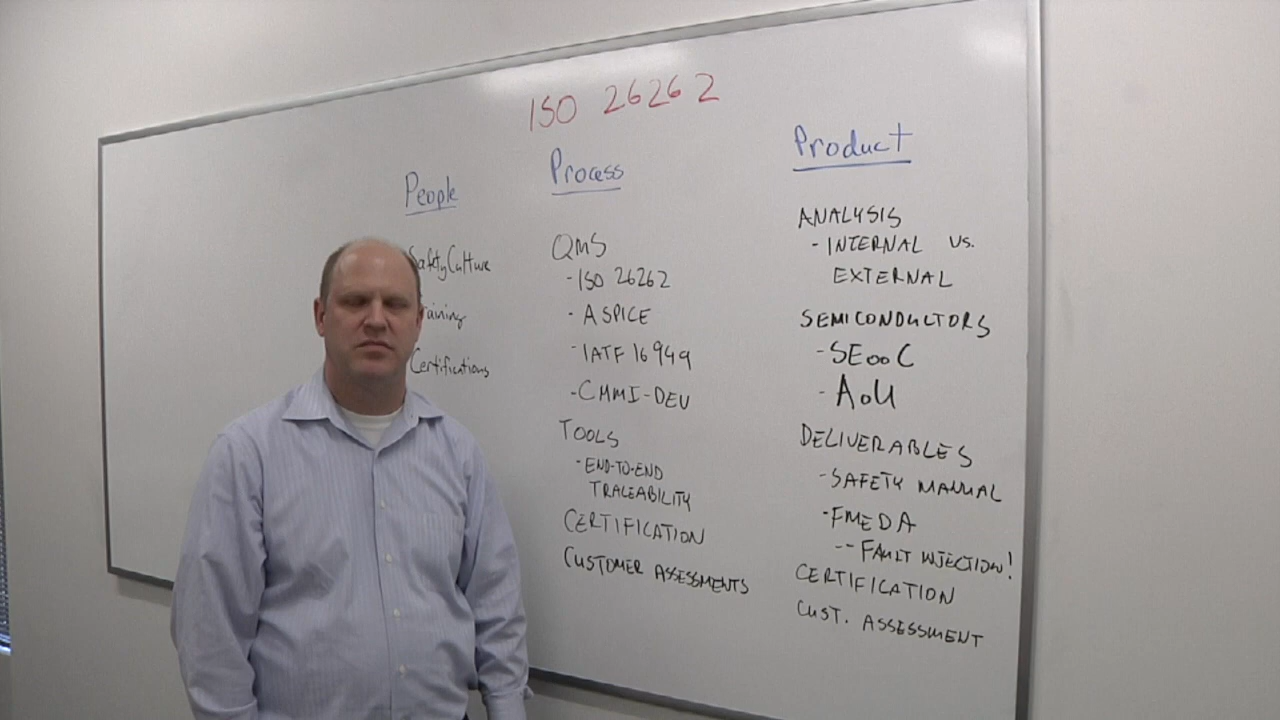 ISO 26262
People
Safety Culture
raining
Certifications
Process
QMS
- ISO 26262
- ASPICE
- IATF 16949
- CMMI-DEV
TOOLS
- END-TO-END
TRACEABILITY
CERTIFICATION
CUSTOMER ASSESSMENTS
Product
ANALYSIS
- INTERNAL VS.
EXTERNAL
SEMICONDUCTORS
- SEooC
- AoU
DELIVERABLES
- SAFETY MANUAL
- FMEDA
-- FAULT INJECTION!
CERTIFICATION
CUST. ASSESSMENT